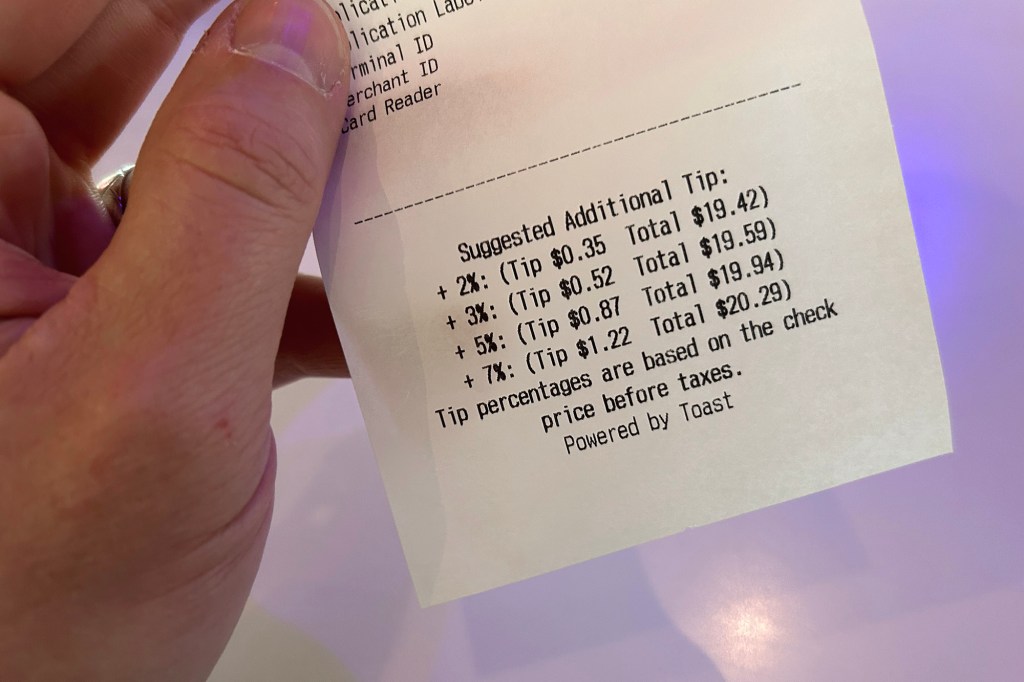 rminal ID
erchant ID
Card Reader
Suggested Additional Tip:
+ 2%: (Tip $0.35 Total $19.42)
+ 3%: (Tip $0.52 Total $19.59)
+ 5%: (Tip $0.87 Total $19.94)
+ 7%: (Tip $1.22 Total $20.29)
Tip percentages are based on the check
price before taxes.
Powered by Toast